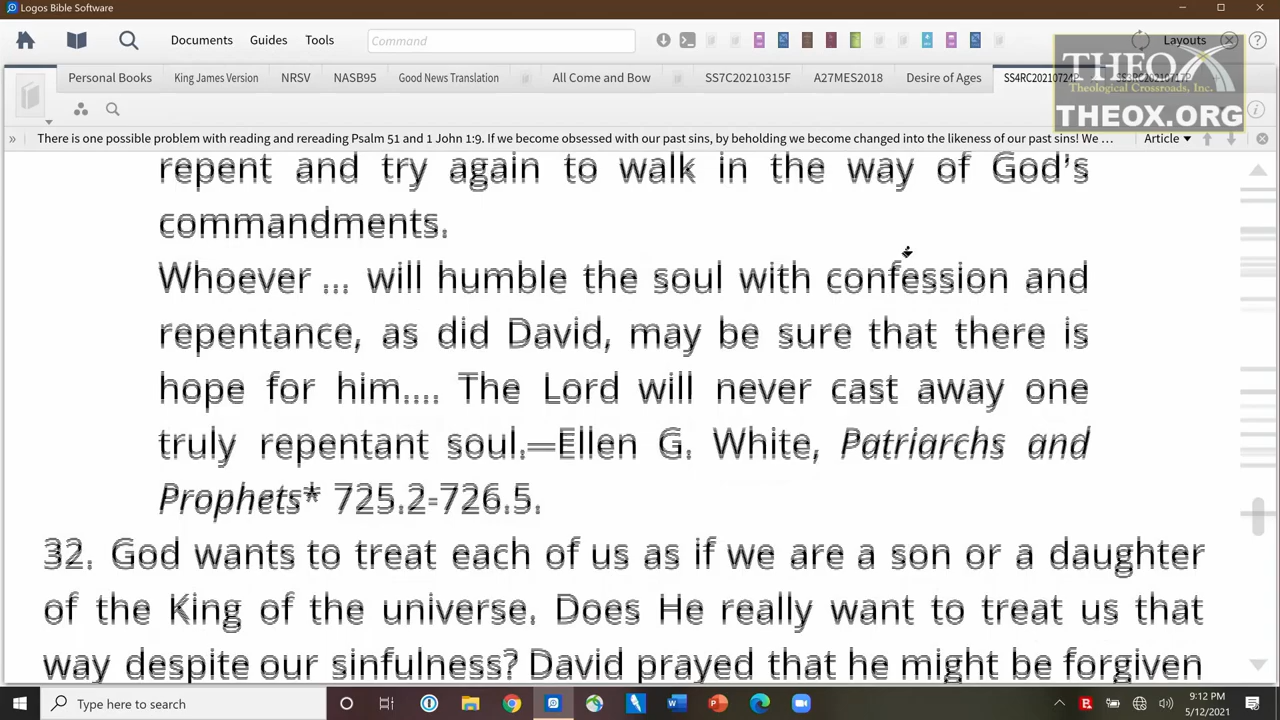 Logos Bible Software
Documents Guides Tools Command Layouts
THEOX
Theological Crossroads, Inc.
THEOX.ORG
Personal Books King James Version NRSV NASB95 Good News Translation All Come and Bow SS7C20210315F A27MES2018 Desire of Ages SS4RC20210724P
There is one possible problem with reading and rereading Psalm 51 and 1 John 1:9. If we become obsessed with our past sins, by beholding we become changed into the likeness of our past sins! We ... Article
repent and try again to walk in the way of God's
commandments.
Whoever ... will humble the soul with confession and
repentance, as did David, may be sure that there is
hope for him.... The Lord will never cast away one
truly repentant soul.—Ellen G. White, Patriarchs and
Prophets* 725.2-726.5.
32. God wants to treat each of us as if we are a son or a daughter
of the King of the universe. Does He really want to treat us that
way despite our sinfulness? David prayed that he might be forgiven
Type here to search
9:12 PM
5/12/2021